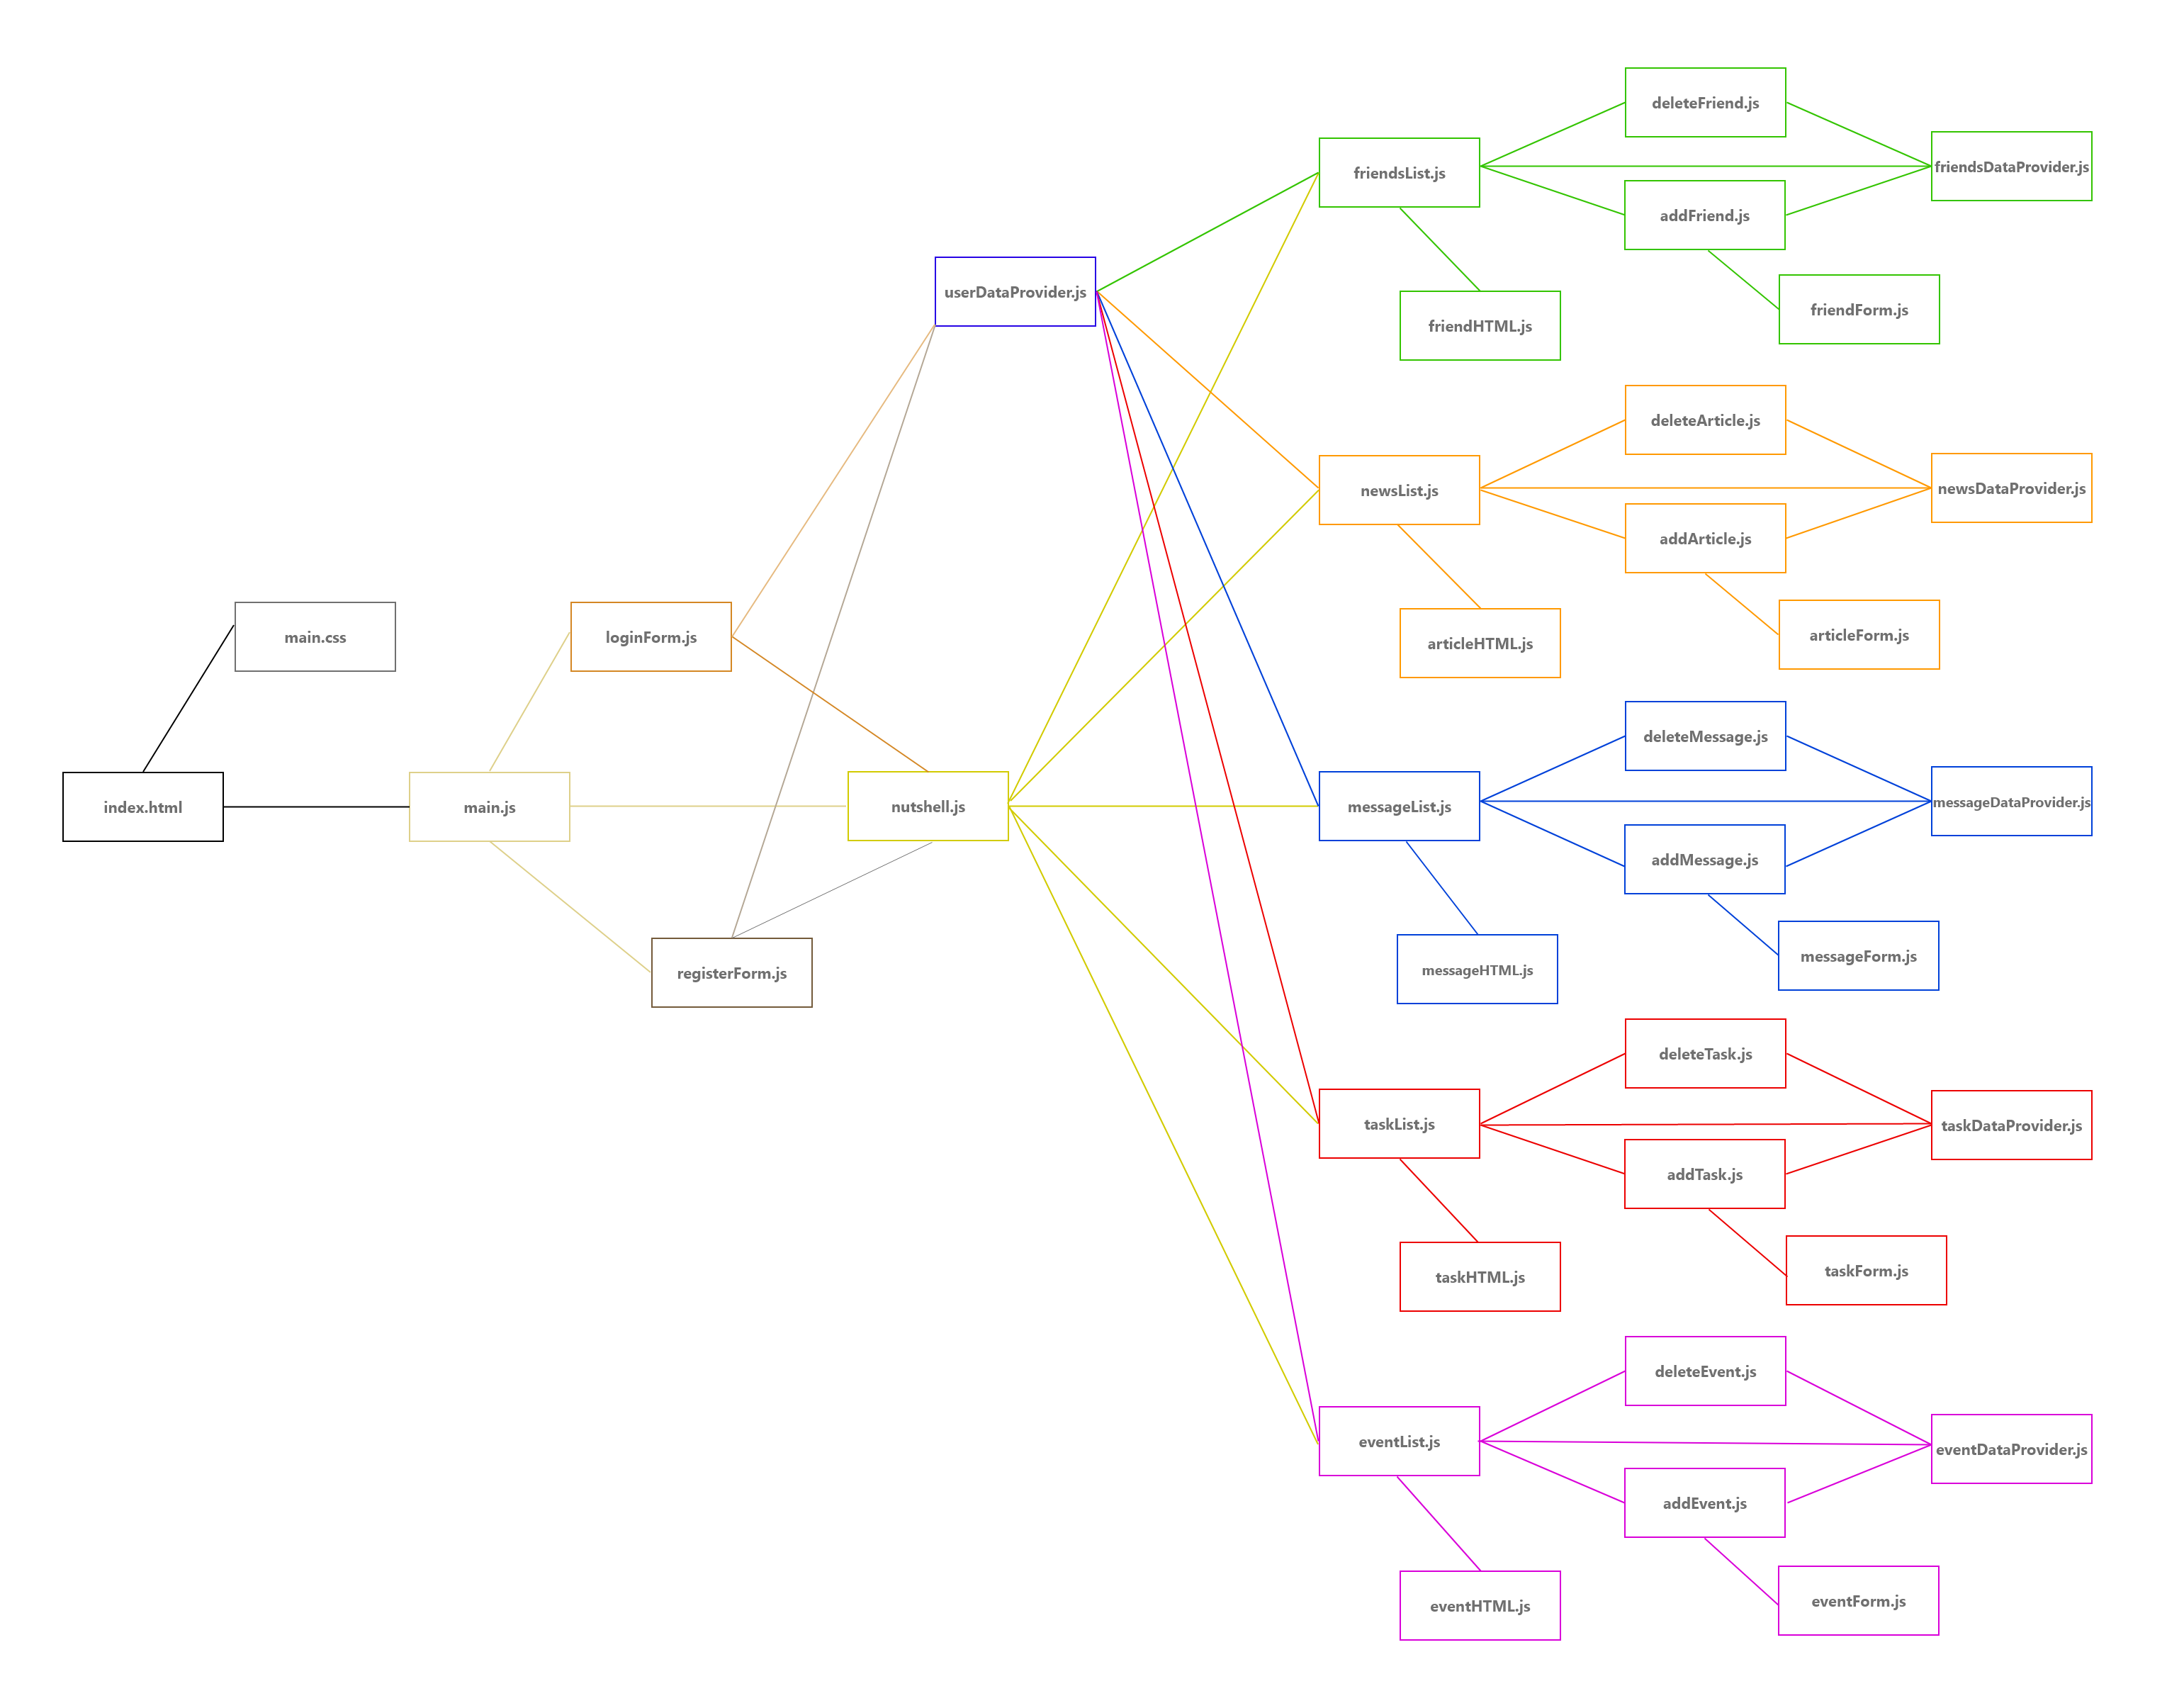 deleteFriend.js
friendsList.js
friendsDataProvider.js
addFriend.js
userDataProvider.js
friendHTML.js
friendForm.js
deleteArticle.js
newsList.js
newsDataProvider.js
addArticle.js
main.css
loginForm.js
articleHTML.js
articleForm.js
deleteMessage.js
index.html
main.js
nutshell.js
messageList.js
messageDataProvider.js
addMessage.js
registerForm.js
messageHTML.js
messageForm.js
deleteTask.js
taskList.js
taskDataProvider.js
addTask.js
taskHTML.js
taskForm.js
deleteEvent.js
eventList.js
eventDataProvider.js
addEvent.js
eventHTML.js
eventForm.js